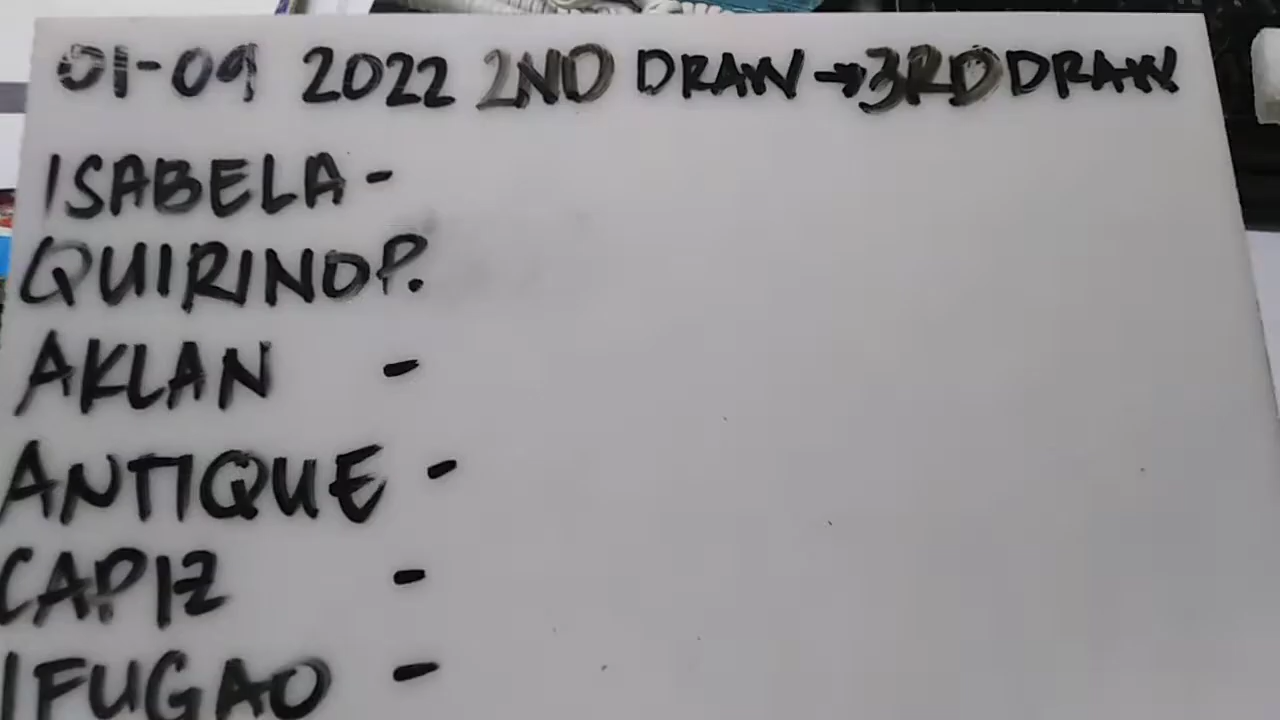 01-09 2022 2ND DRAW → 3RD DRAW
ISABELA -
QUIRINO P.
AKLAN -
ANTIQUE -
CAPIZ -
IFUGAO -